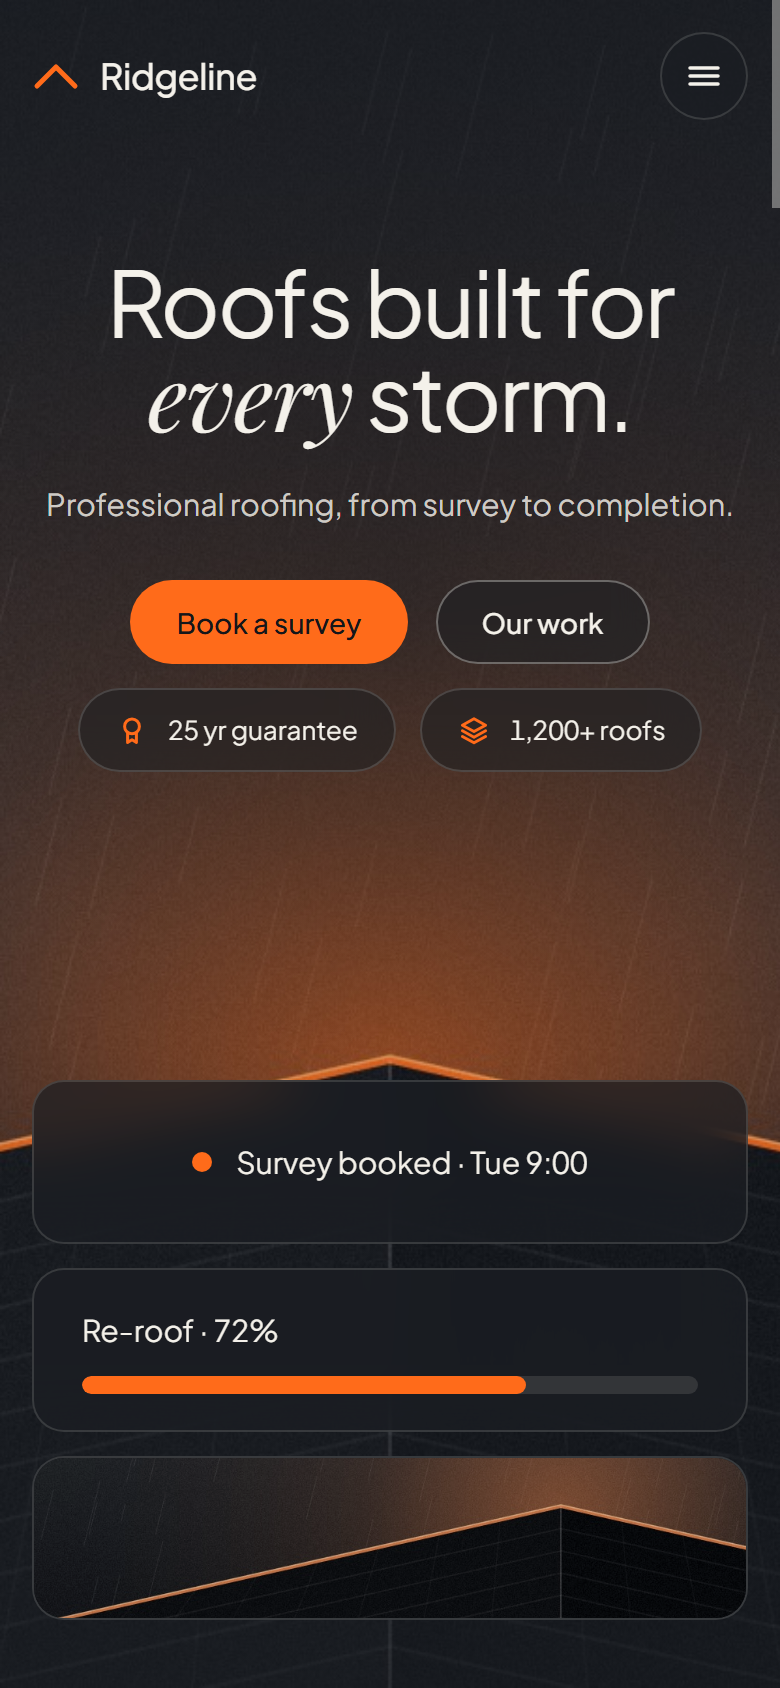 Ridgeline
Roofs built for
every storm.
Professional roofing, from survey to completion.
Book a survey
Our work
25 yr guarantee
1,200+ roofs
Survey booked · Tue 9:00
Re-roof · 72%